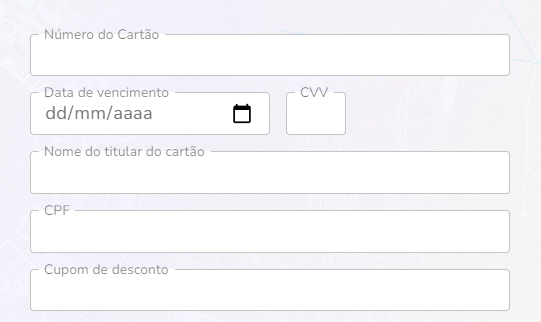 Número do Cartão
Data de vencimento CVV
dd/mm/aaaa
Nome do titular do cartão
CPF
Cupom de desconto